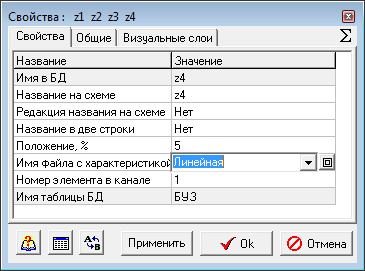 Свойства : z1 z2 z3 z4
Свойства Общие Визуальные слои Σ
Название Значение
Имя в БД z4
Название на схеме z4
Редакция названия на схеме Нет
Название в две строки Нет
Положение, % 5
Имя Файла с характеристикой Линейная
Номер элемента в канале 1
Имя таблицы БД БУЗ
Применить Ok Отмена